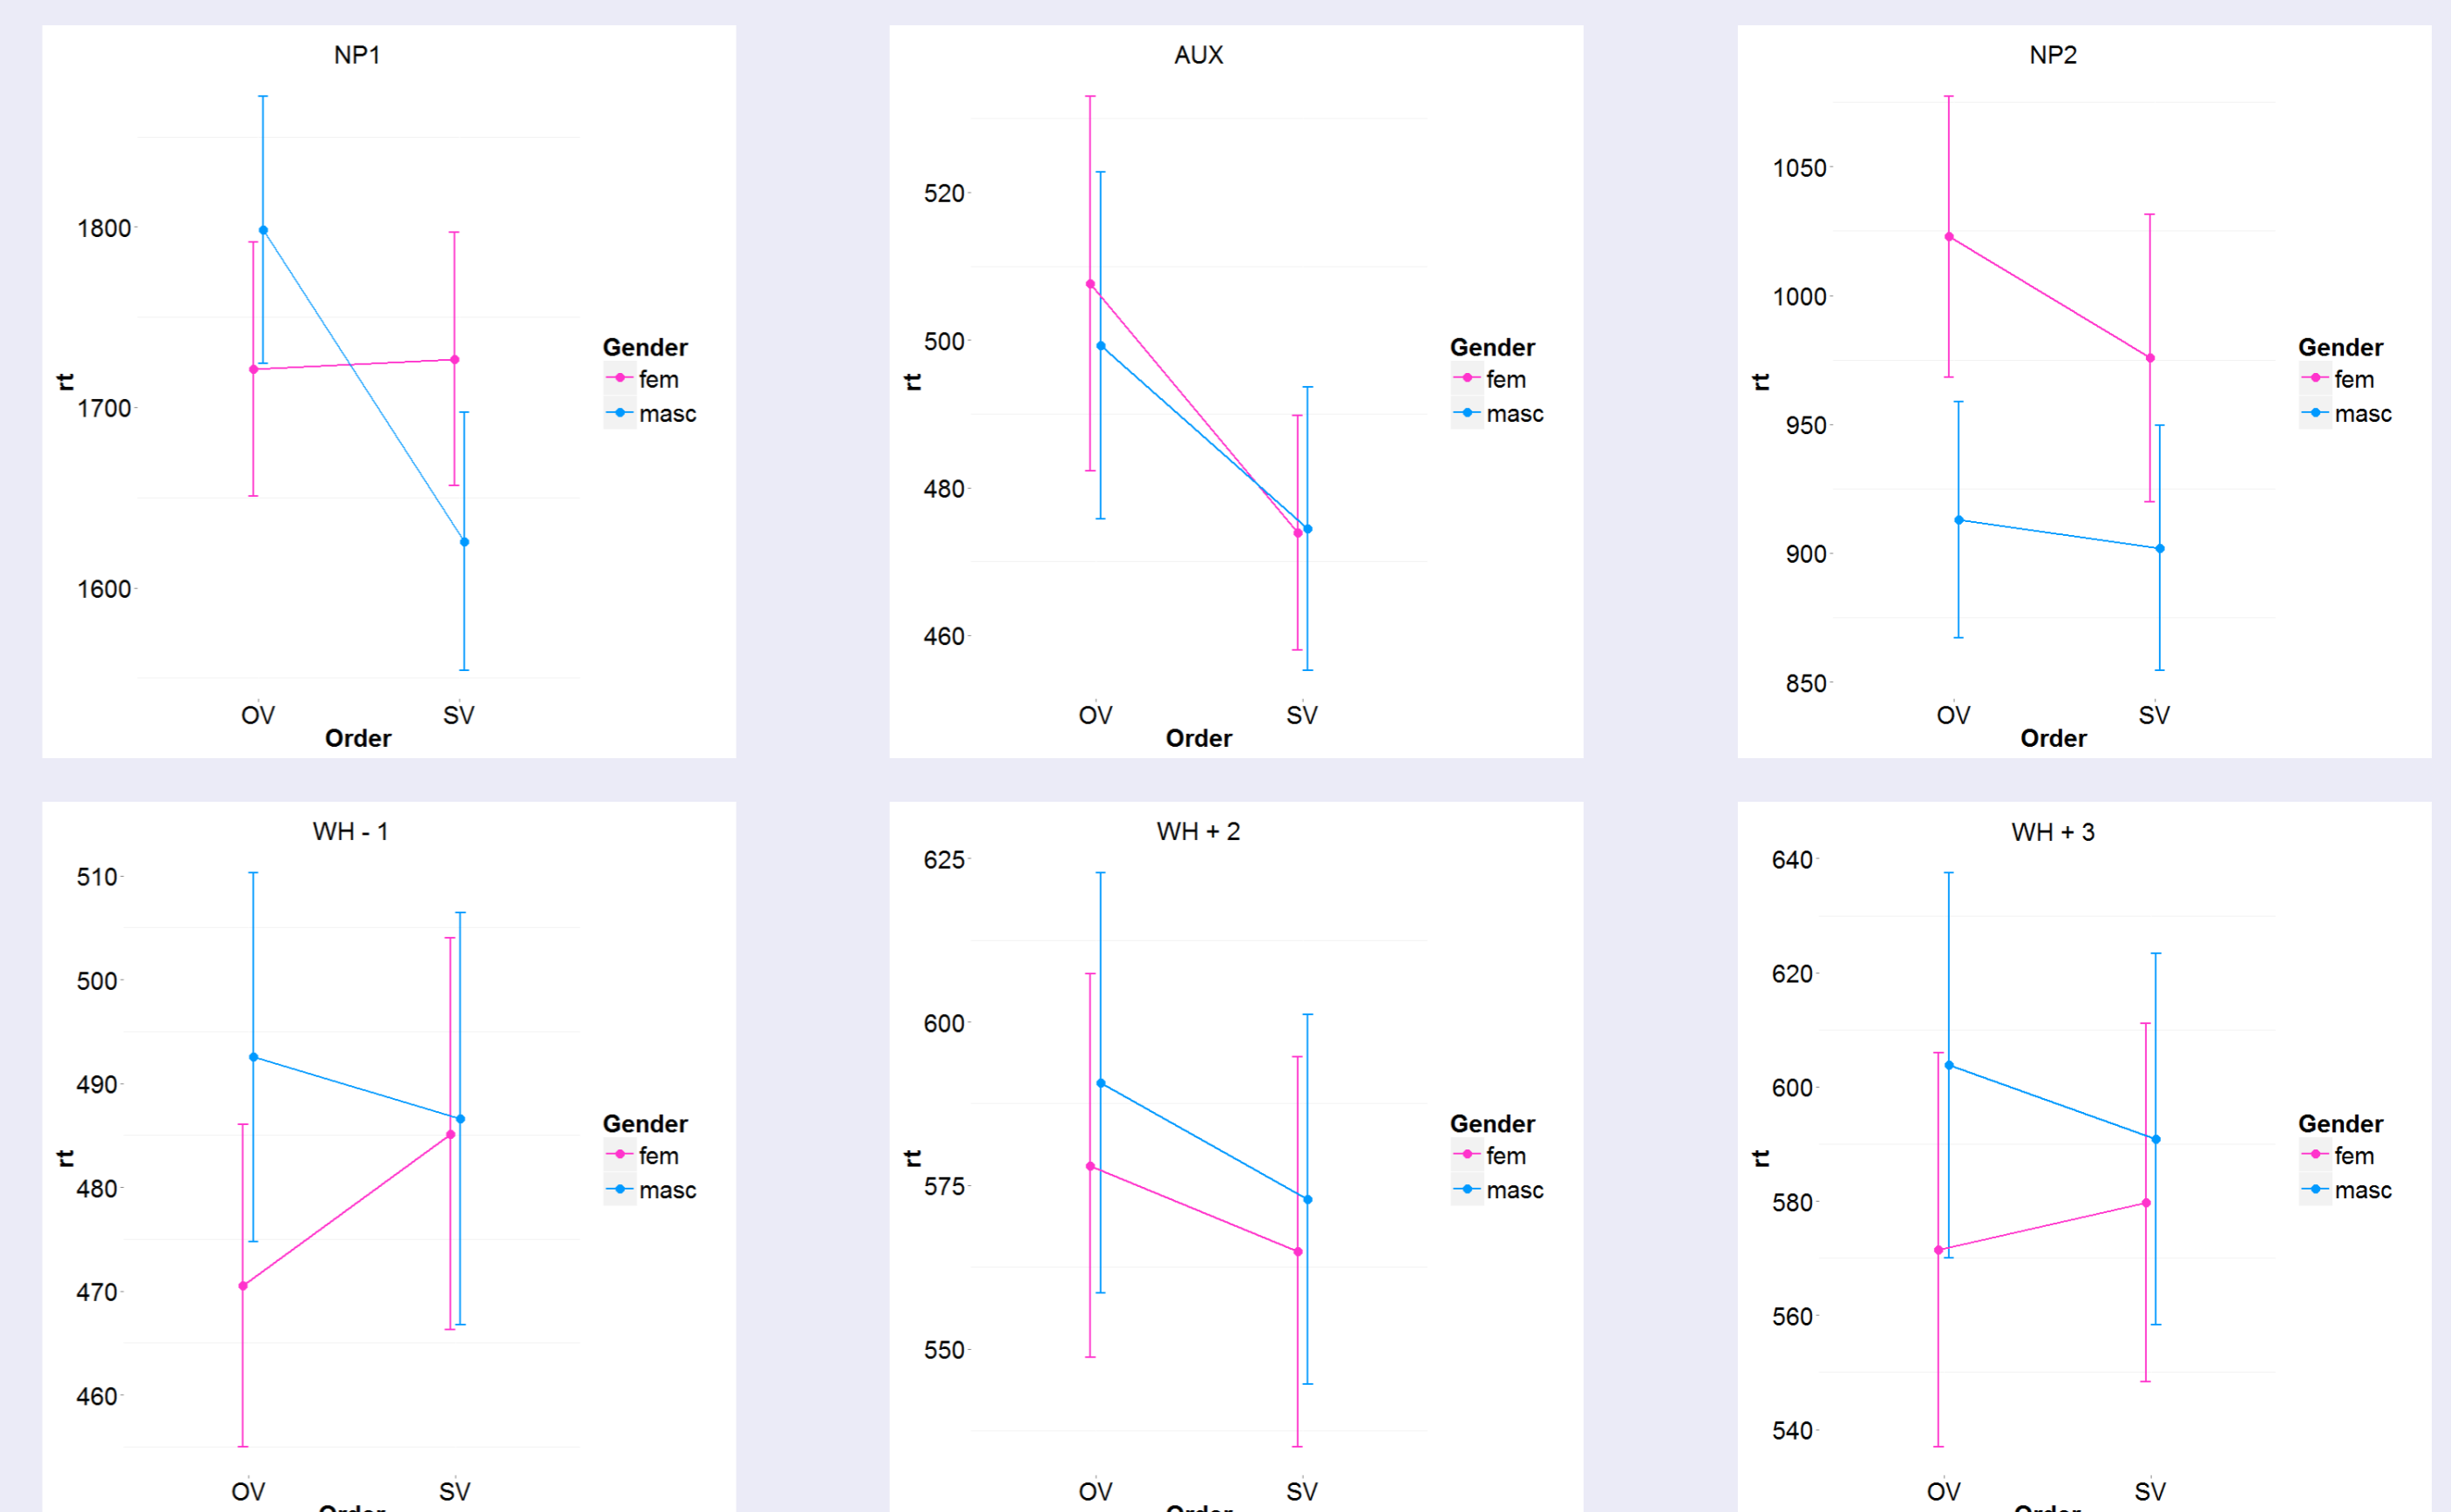 NP1
1800
1700
1600
rt
OV SV
Order
Gender
fem
masc
AUX
520
500
480
460
rt
OV SV
Order
Gender
fem
masc
NP2
1050
1000
950
900
850
rt
OV SV
Order
Gender
fem
masc
WH - 1
510
500
490
480
470
460
rt
OV SV
Order
Gender
fem
masc
WH + 2
625
600
575
550
rt
OV SV
Order
Gender
fem
masc
WH + 3
640
620
600
580
560
540
rt
OV SV
Order
Gender
fem
masc